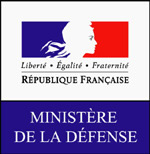 Liberté • Égalité • Fraternité
RÉPUBLIQUE FRANÇAISE
MINISTÈRE
DE LA DÉFENSE